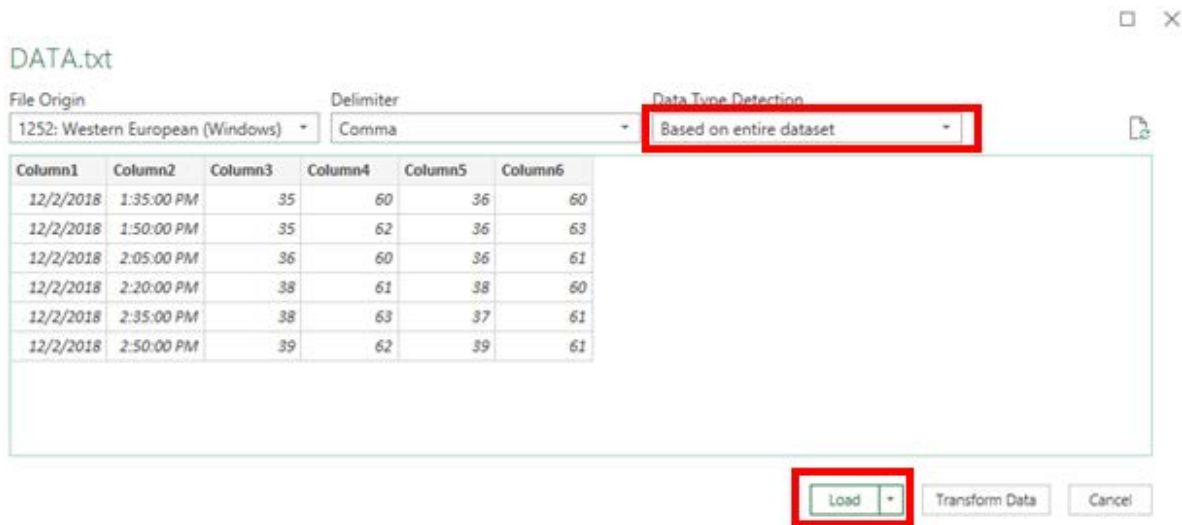 DATA.txt
File Origin Delimiter Data Type Detection
1252: Western European (Windows) Comma Based on entire dataset
Column1 Column2 Column3 Column4 Column5 Column6
12/2/2018 1:35:00 PM 35 60 36 60
12/2/2018 1:50:00 PM 35 62 36 63
12/2/2018 2:05:00 PM 36 60 36 61
12/2/2018 2:20:00 PM 38 61 38 60
12/2/2018 2:35:00 PM 38 63 37 61
12/2/2018 2:50:00 PM 39 62 39 61
Load Transform Data Cancel